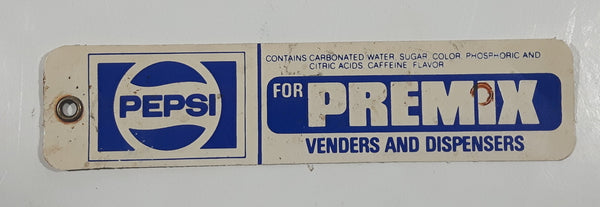 PEPSI
CONTAINS CARBONATED WATER, SUGAR, COLOR, PHOSPHORIC AND
CITRIC ACIDS, CAFFEINE, FLAVOR
FOR PREMIX
VENDERS AND DISPENSERS